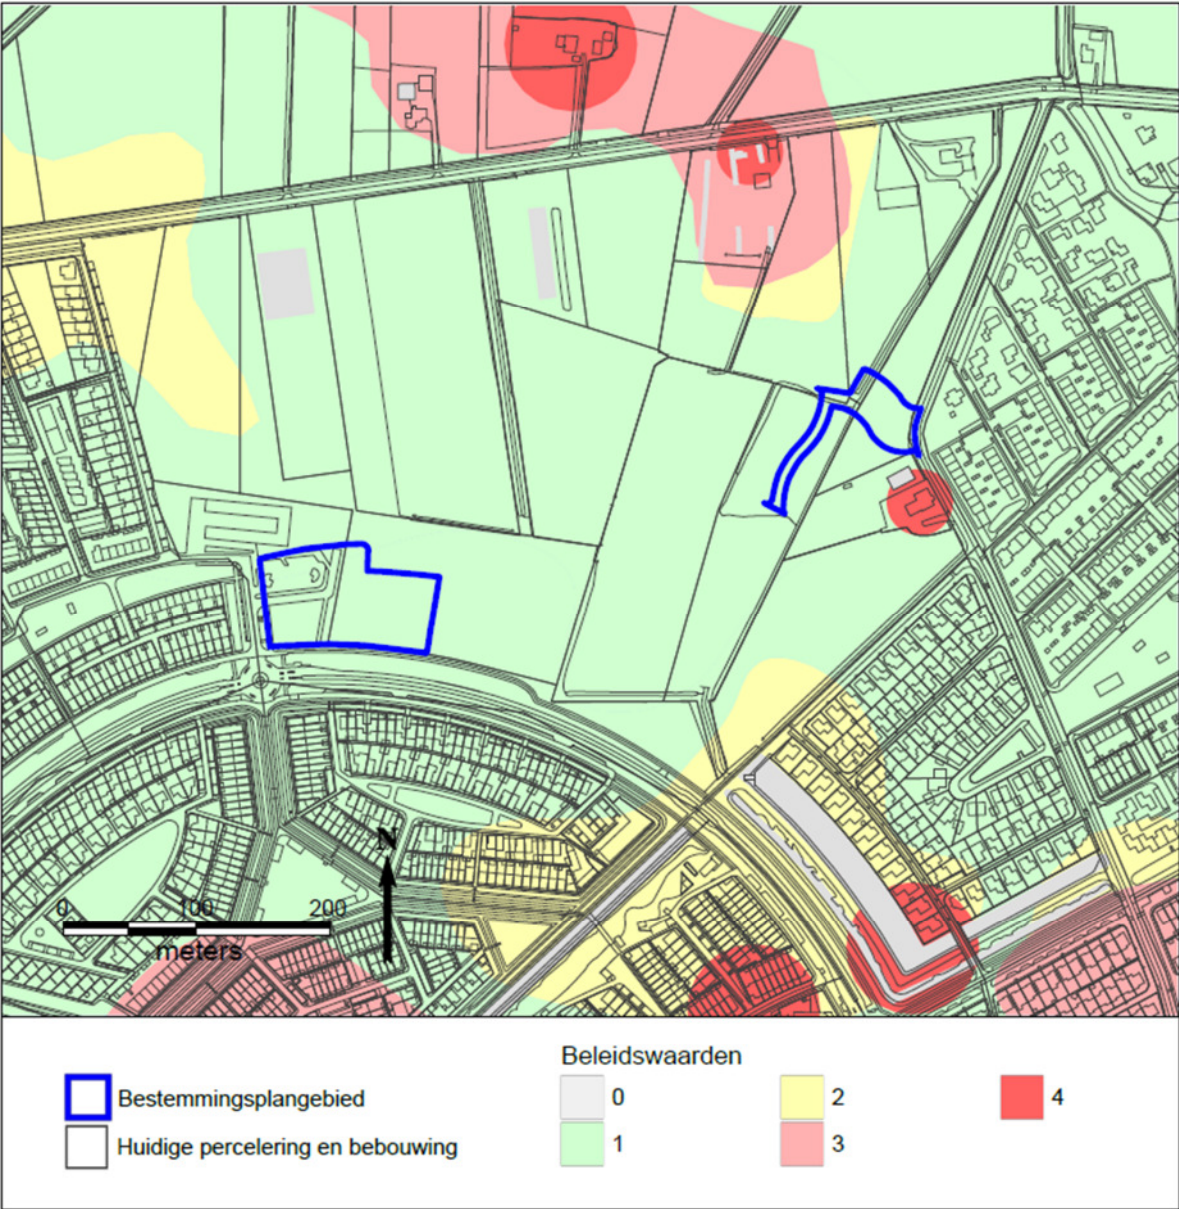 N
0 100 200
meters
Beleidswaarden
Bestemmingsplangebied 0 2 4
Huidige percelering en bebouwing 1 3